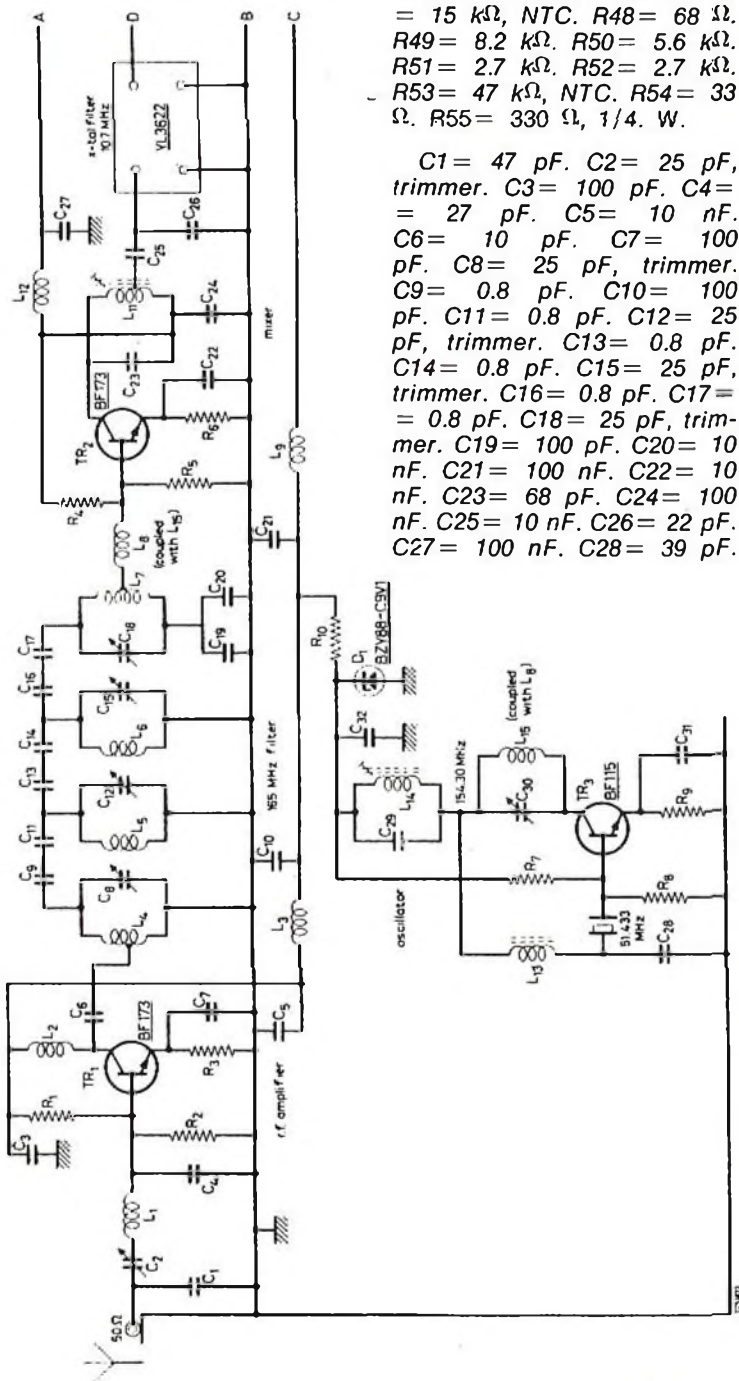 = 15 kΩ, NTC. R48= 68 Ω.
R49= 8.2 kΩ. R50= 5.6 kΩ.
R51= 2.7 kΩ. R52= 2.7 kΩ.
R53= 47 kΩ, NTC. R54= 33
Ω. R55= 330 Ω, 1/4. W.
C1= 47 pF. C2= 25 pF,
trimmer. C3= 100 pF. C4=
= 27 pF. C5= 10 nF.
C6= 10 pF. C7= 100
pF. C8= 25 pF, trimmer.
C9= 0.8 pF. C10= 100
pF. C11= 0.8 pF. C12= 25
pF, trimmer. C13= 0.8 pF.
C14= 0.8 pF. C15= 25 pF,
trimmer. C16= 0.8 pF. C17=
= 0.8 pF. C18= 25 pF, trim-
mer. C19= 100 pF. C20= 10
nF. C21= 100 nF. C22= 10
nF. C23= 68 pF. C24= 100
nF. C25= 10 nF. C26= 22 pF.
C27= 100 nF. C28= 39 pF.
50Ω
C1
C2
L1
C4
R2
C3
R1
L2
TR1
BF173
R3
C7
C6
C5
r.f. amplifier
L3
L4
C8
C9
C11
L5
C12
C13
C14
L6
C15
C16
C17
C18
L7
C19
C20
165 MHz filter
C10
L8
(coupled
with L15)
R4
R5
TR2
BF173
R6
C22
C23
L11
C24
C25
C26
mixer
C21
L9
L12
C27
x-tal filter
10.7 MHz
YL3622
A
D
B
C
R10
D1
BZY88-C9V1
C32
C29
L14
154.30 MHz
C30
L15
(coupled
with L8)
oscillator
R7
L13
51.433
MHz
C28
R8
TR3
BF115
R9
C31